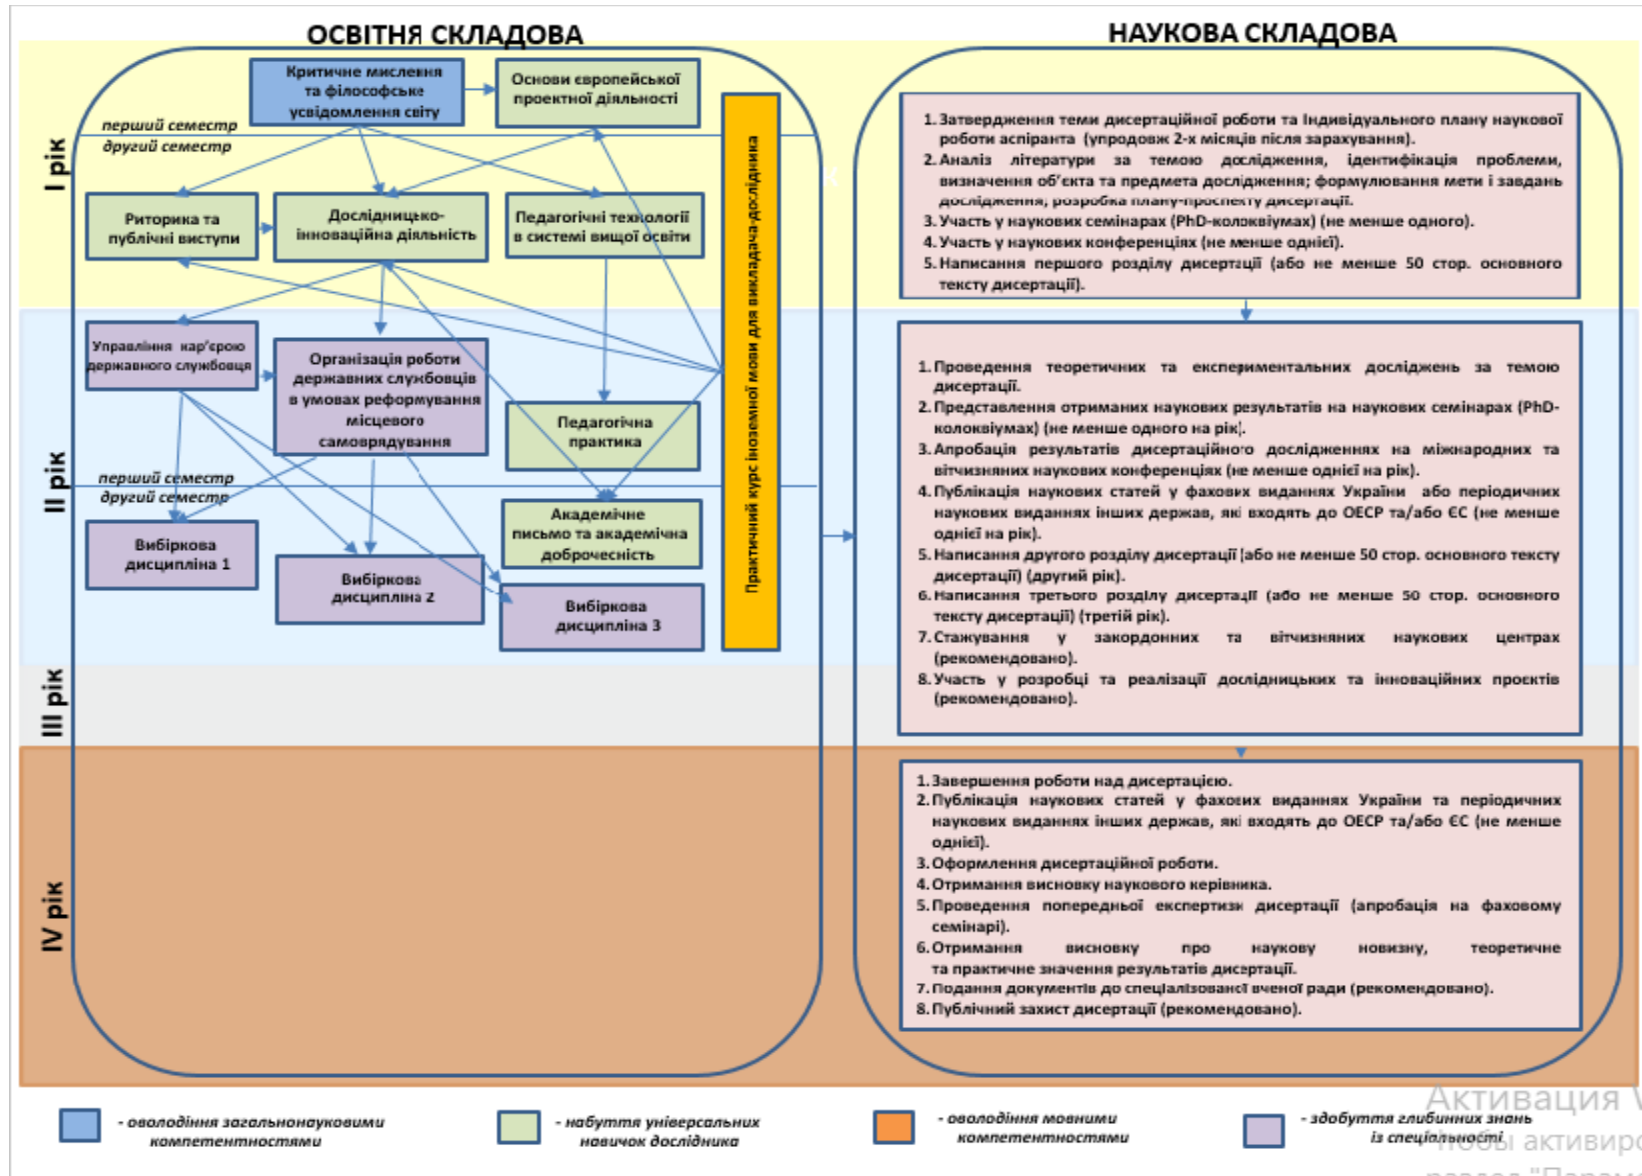 ОСВІТНЯ СКЛАДОВА
Критичне мислення
та філософське
усвідомлення світу
Основи європейської
проектної діяльності
перший семестр
другий семестр
І рік
Риторика та
публічні виступи
Дослідницько-
інноваційна діяльність
Педагогічні технології
в системі вищої освіти
Практичний курс іноземної мови для викладача-дослідника
Управління кар’єрою
державного службовця
Організація роботи
державних службовців
в умовах реформування
місцевого
самоврядування
Педагогічна
практика
ІІ рік
перший семестр
другий семестр
Академічне
письмо та академічна
доброчесність
Вибіркова
дисципліна 1
Вибіркова
дисципліна 2
Вибіркова
дисципліна 3
ІІІ рік
IV рік
НАУКОВА СКЛАДОВА
1. Затвердження теми дисертаційної роботи та Індивідуального плану наукової
роботи аспіранта (упродовж 2-х місяців після зарахування).
2. Аналіз літератури за темою дослідження, ідентифікація проблеми,
визначення об’єкта та предмета дослідження; формулювання мети і завдань
дослідження, розробка плану-проспекту дисертації.
3. Участь у наукових семінарах (PhD-колоквіумах) (не менше одного).
4. Участь у наукових конференціях (не менше однієї).
5. Написання першого розділу дисертації (або не менше 50 стор. основного
тексту дисертації).
1. Проведення теоретичних та експериментальних досліджень за темою
дисертації.
2. Представлення отриманих наукових результатів на наукових семінарах (PhD-
колоквіумах) (не менше одного на рік).
3. Апробація результатів дисертаційного дослідженнях на міжнародних та
вітчизняних наукових конференціях (не менше однієї на рік).
4. Публікація наукових статей у фахових виданнях України або періодичних
наукових виданнях інших держав, які входять до ОЕСР та/або ЄС (не менше
однієї на рік).
5. Написання другого розділу дисертації (або не менше 50 стор. основного тексту
дисертації) (другий рік).
6. Написання третього розділу дисертації (або не менше 50 стор. основного
тексту дисертації) (третій рік).
7. Стажування у закордонних та вітчизняних наукових центрах
(рекомендовано).
8. Участь у розробці та реалізації дослідницьких та інноваційних проєктів
(рекомендовано).
1. Завершення роботи над дисертацією.
2. Публікація наукових статей у фахових виданнях України та періодичних
наукових виданнях інших держав, які входять до ОЕСР та/або ЄС (не менше
однієї).
3. Оформлення дисертаційної роботи.
4. Отримання висновку наукового керівника.
5. Проведення попередньої експертизи дисертації (апробація на фаховому
семінарі).
6. Отримання висновку про наукову новизну, теоретичне
та практичне значення результатів дисертації.
7. Подання документів до спеціалізованої вченої ради (рекомендовано).
8. Публічний захист дисертації (рекомендовано).
- оволодіння загальнонауковими
компетентностями
- набуття універсальних
навичок дослідника
- оволодіння мовними
компетентностями
- здобуття глибинних знань
із спеціальності
Активация
Чтобы